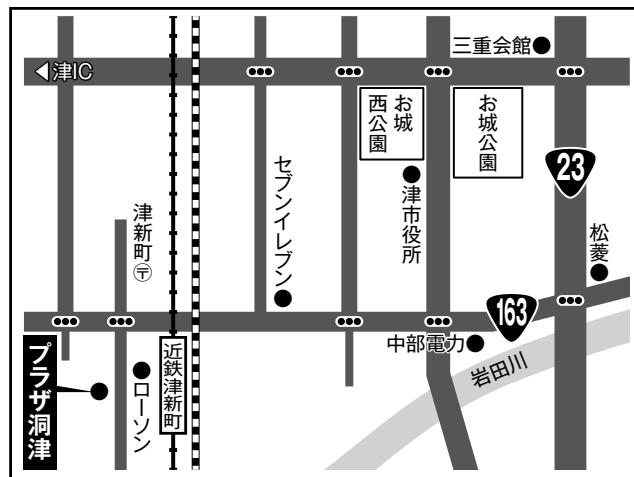 三重会館
津IC
お城
西公園
お城公園
23
セブンイレブン
津市役所
津新町
〒
松菱
163
中部電力
岩田川
近鉄津新町
ローソン
プラザ洞津